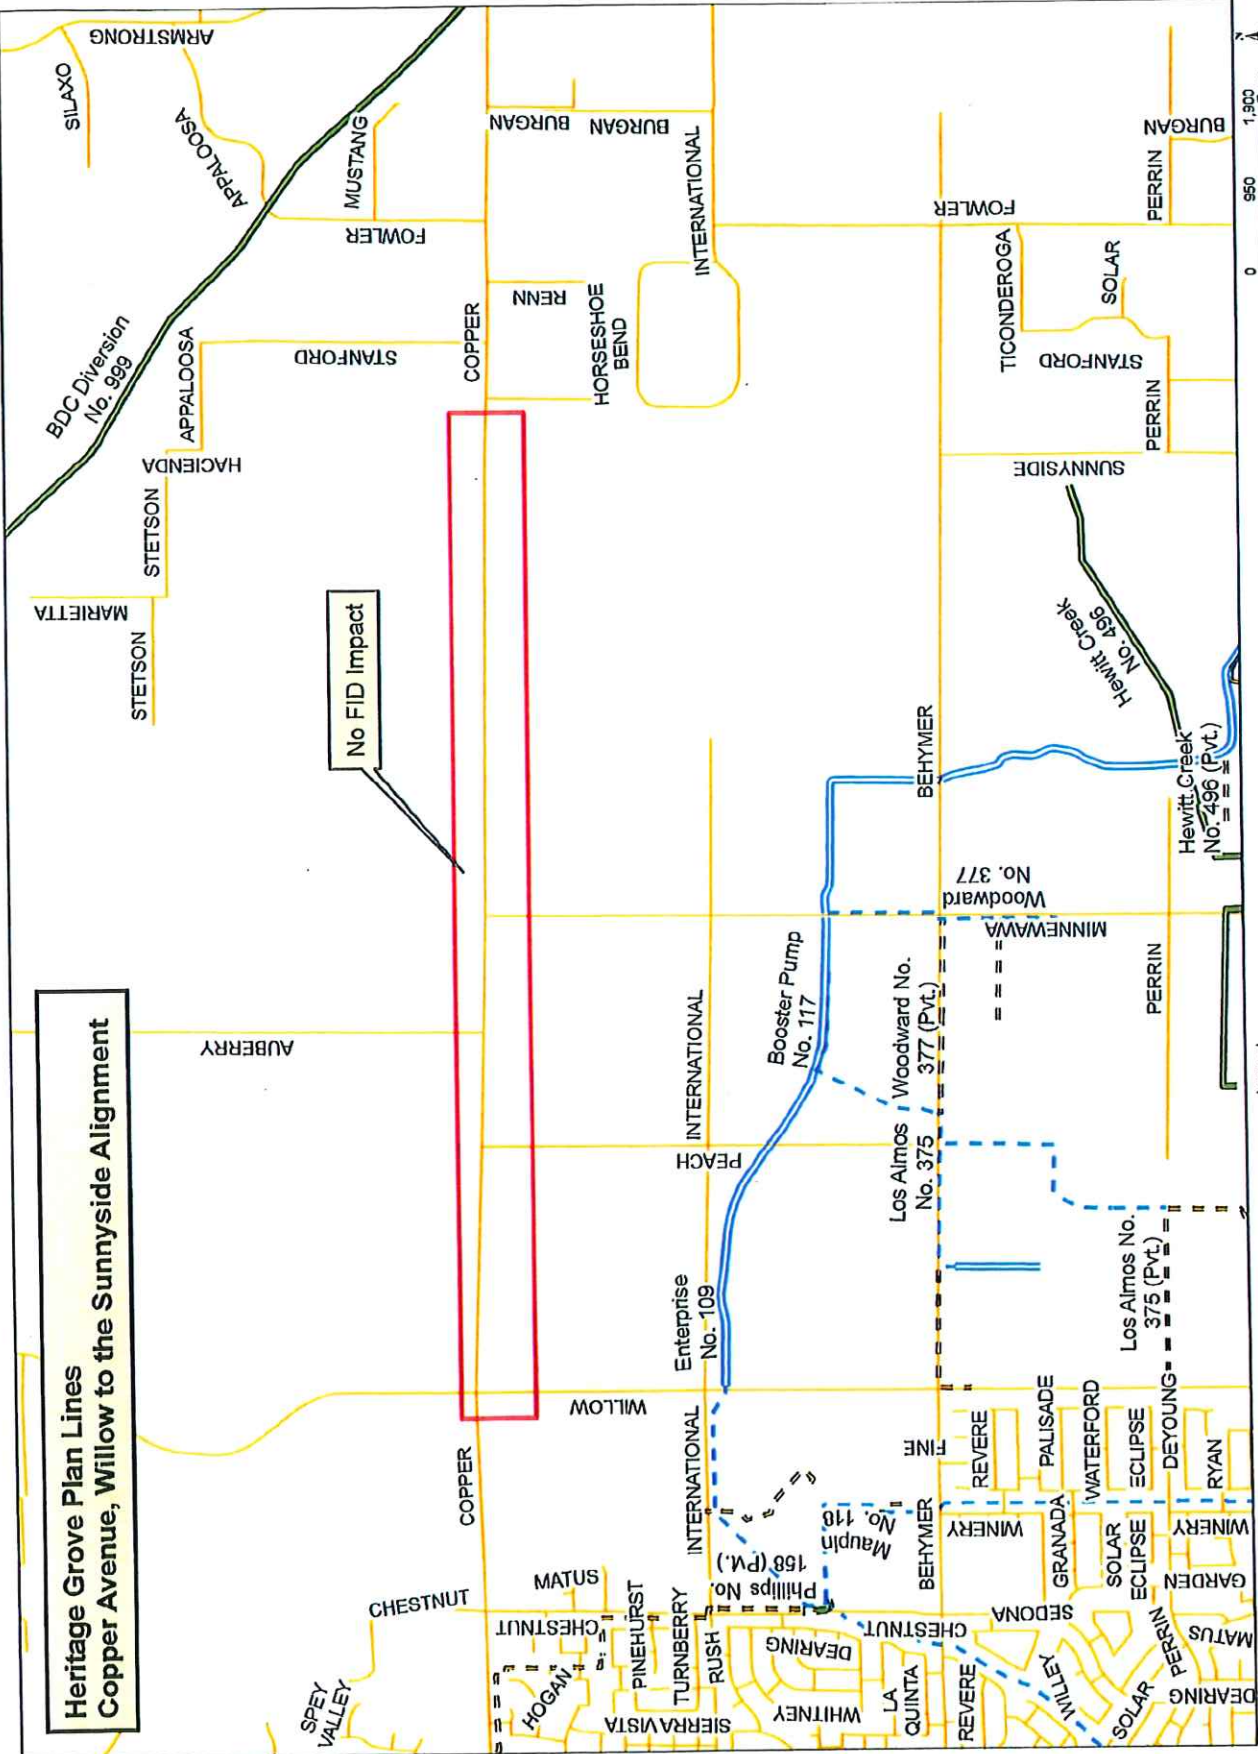 Heritage Grove Plan Lines
Copper Avenue, Willow to the Sunnyside Alignment
No FID Impact
BDC Diversion
No. 999
ARMSTRONG
SILAXO
APPALOOSA
MUSTANG
FOWLER
STANFORD
APPALOOSA
HACIENDA
STETSON
MARIETTA
STETSON
AUBERRY
SPEY
VALLEY
CHESTNUT
COPPER
COPPER
WILLOW
MATUS
CHESTNUT
HOGAN
PINEHURST
TURNBERRY
RUSH
SIERRA VISTA
DEARING
WHITNEY
LA
QUINTA
REVERE
CHESTNUT
SEDONA
WILLEY
SOLAR
PERRIN
DEARING
MATUS
GARDEN
INTERNATIONAL
Phillips No.
158 (Pvt.)
Maupin
No. 118
BEHYMER
WINERY
GRANADA
SOLAR
ECLIPSE
WINERY
FINE
REVERE
PALISADE
WATERFORD
ECLIPSE
DEYOUNG
RYAN
Enterprise
No. 109
PEACH
INTERNATIONAL
Booster Pump
No. 117
Los Almos
No. 375
Woodward No.
377 (Pvt.)
Los Almos No.
375 (Pvt.)
Woodward
No. 377
MINNEWAWA
PERRIN
BEHYMER
Hewitt Creek
No. 496 (Pvt.)
Hewitt Creek
No. 496
SUNNYSIDE
PERRIN
STANFORD
TICONDEROGA
SOLAR
FOWLER
PERRIN
BURGAN
RENN
HORSESHOE
BEND
INTERNATIONAL
BURGAN
BURGAN
0
950
1,900